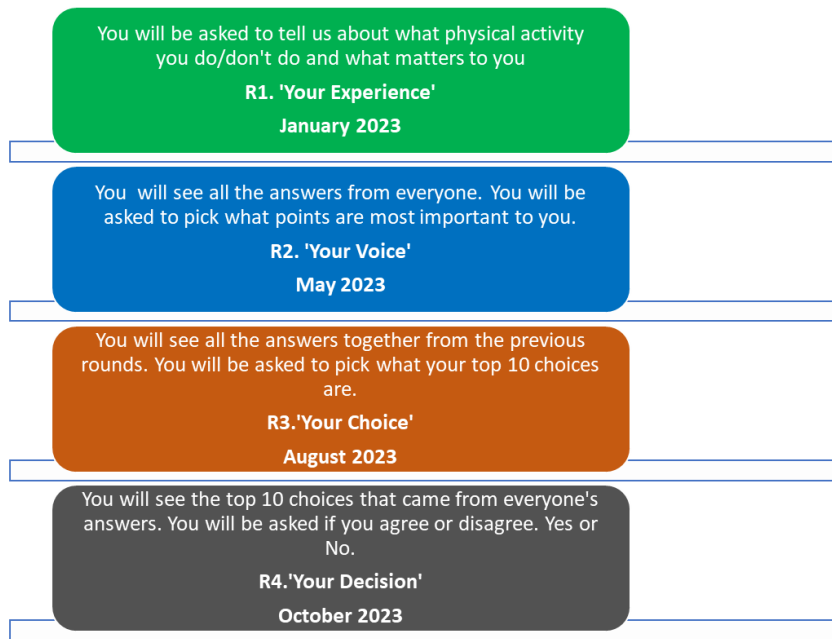 You will be asked to tell us about what physical activity
you do/don't do and what matters to you
R1. 'Your Experience'
January 2023
You  will see all the answers from everyone. You will be
asked to pick what points are most important to you.
R2. 'Your Voice'
May 2023
You will see all the answers together from the previous
rounds. You will be asked to pick what your top 10 choices
are.
R3.'Your Choice'
August 2023
You will see the top 10 choices that came from everyone's
answers. You will be asked if you agree or disagree. Yes or
No.
R4.'Your Decision'
October 2023